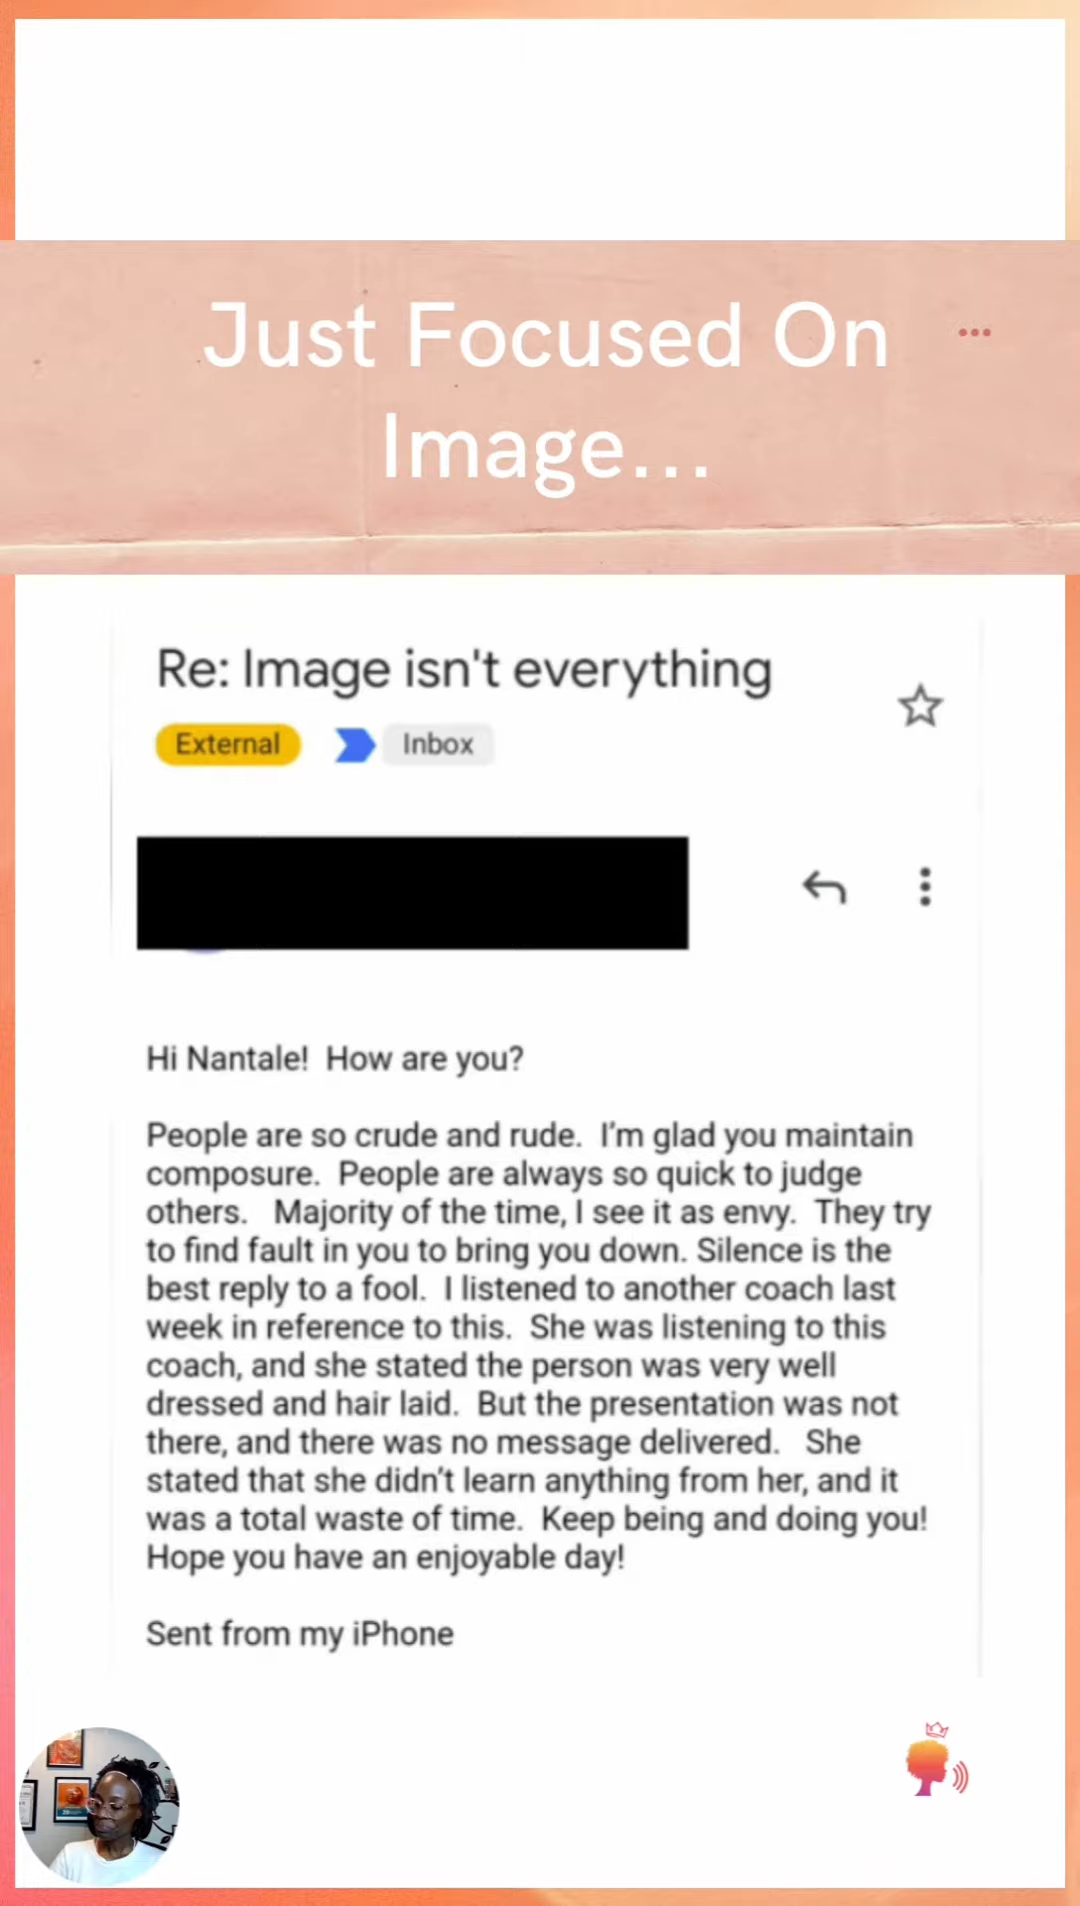 Just Focused On
Image...
Re: Image isn't everything
External
Inbox
Hi Nantale!  How are you?
People are so crude and rude.  I'm glad you maintain
composure.  People are always so quick to judge
others.   Majority of the time, I see it as envy.  They try
to find fault in you to bring you down. Silence is the
best reply to a fool.  I listened to another coach last
week in reference to this.  She was listening to this
coach, and she stated the person was very well
dressed and hair laid.  But the presentation was not
there, and there was no message delivered.   She
stated that she didn't learn anything from her, and it
was a total waste of time.  Keep being and doing you!
Hope you have an enjoyable day!
Sent from my iPhone